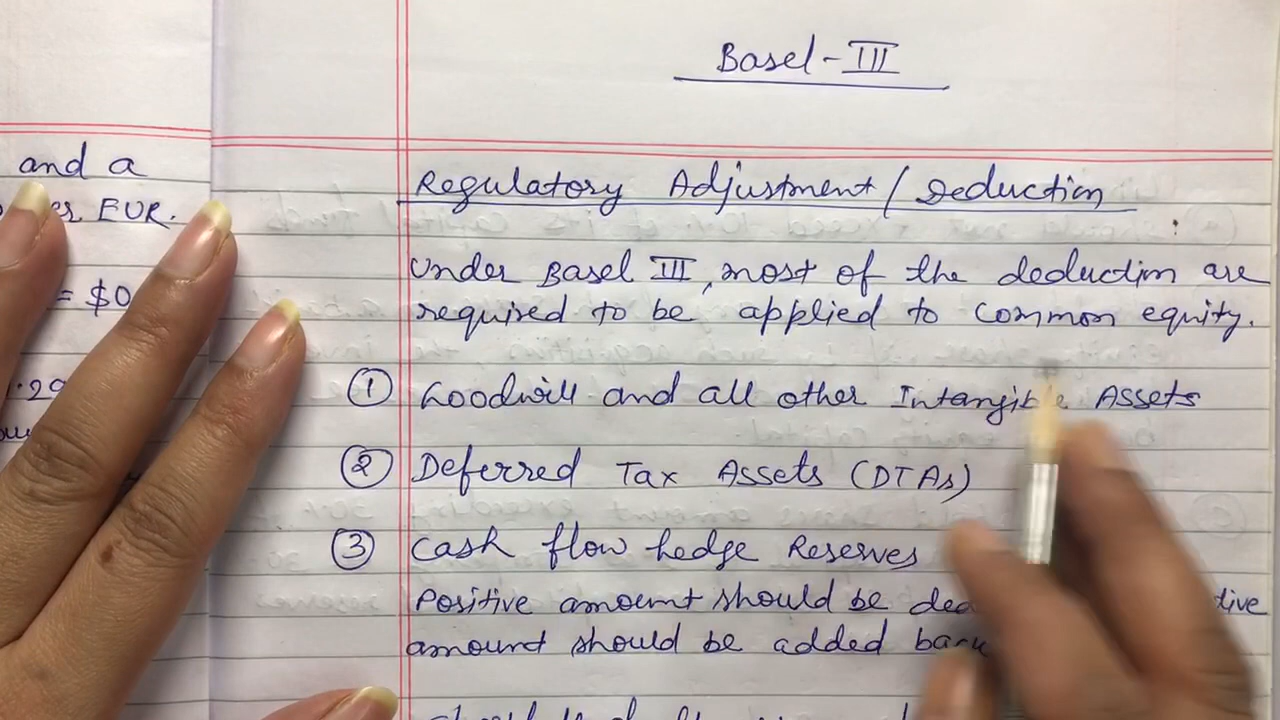 Basel - III
and a
EUR.
= $0
Regulatory Adjustment / Deduction
Under Basel III, most of the deduction are
required to be applied to common equity.
① Goodwill and all other Intangible Assets
② Deferred Tax Assets (DTAs)
③ Cash flow hedge Reserves
Positive amount should be
amount should be added